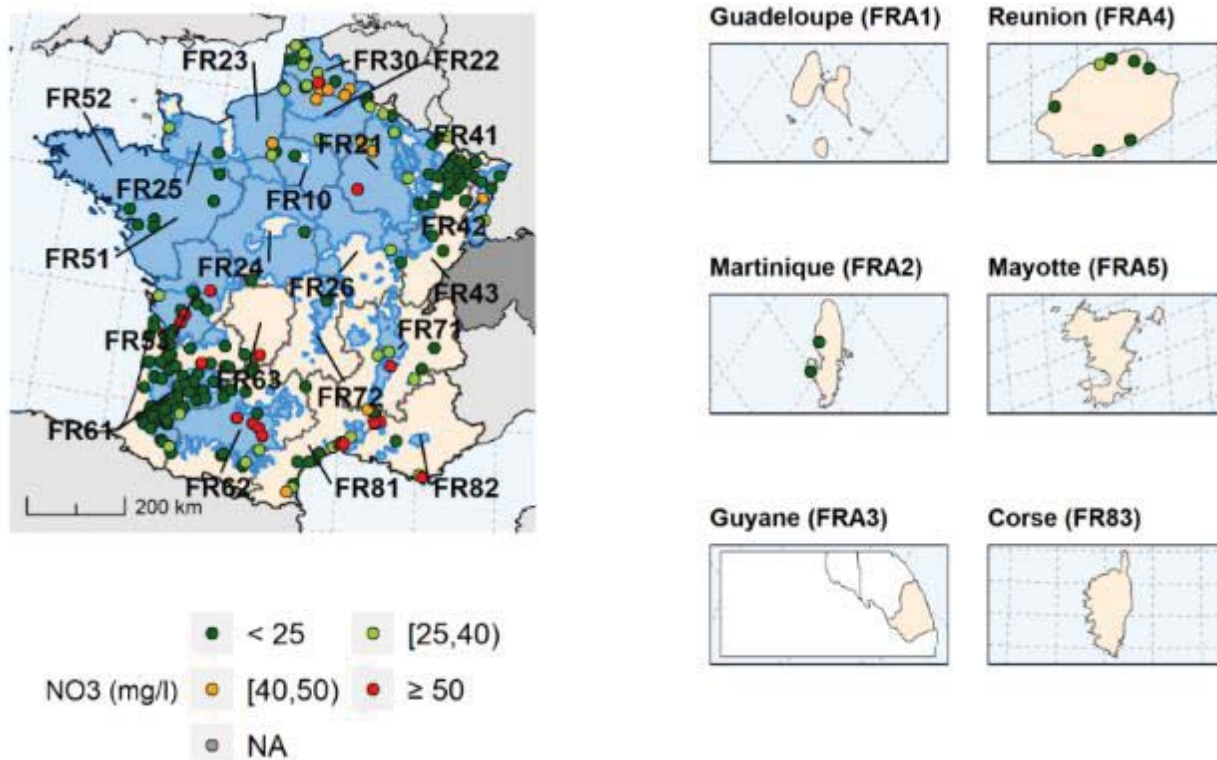 Guadeloupe (FRA1)
Reunion (FRA4)
FR23
FR30
FR22
FR52
FR21
FR41
FR25
FR10
FR42
FR51
FR24
FR26
FR43
Martinique (FRA2)
Mayotte (FRA5)
FR53
FR71
FR63
FR72
FR61
FR62
FR81
FR82
200 km
Guyane (FRA3)
Corse (FR83)
< 25
[25,40)
NO3 (mg/l)
[40,50)
≥ 50
NA